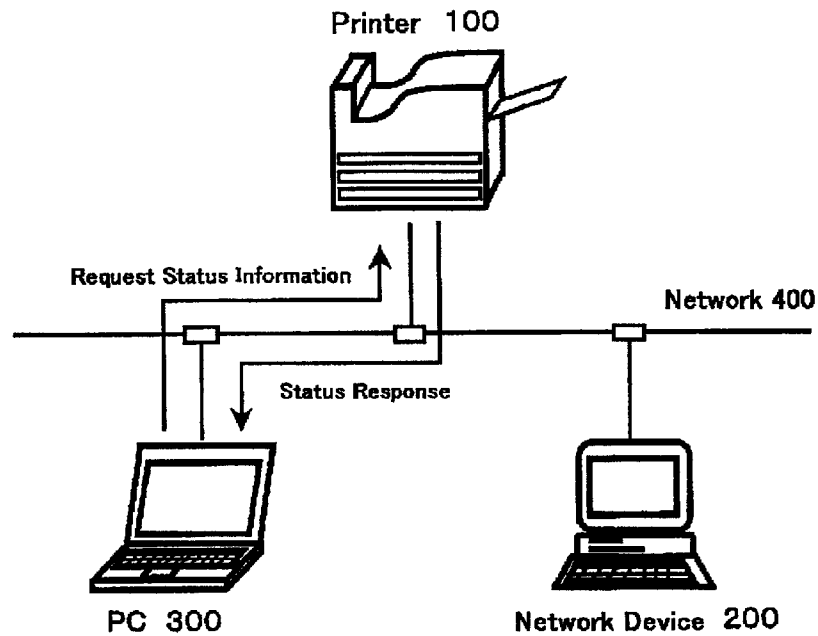 Printer 100
Request Status Information
Network 400
Status Response
PC 300
Network Device 200